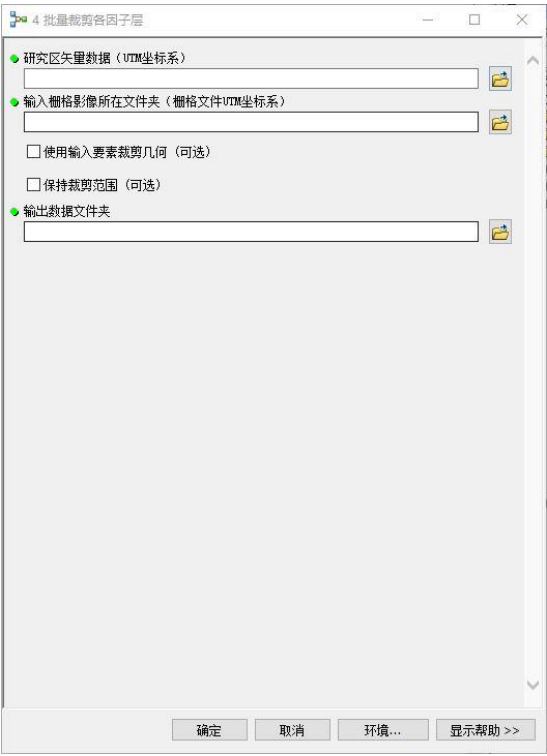 4 批量裁剪各因子层
研究区矢量数据（UTM坐标系）
输入栅格影像所在文件夹（栅格文件UTM坐标系）
使用输入要素裁剪几何（可选）
保持裁剪范围（可选）
输出数据文件夹
确定 取消 环境... 显示帮助 >>